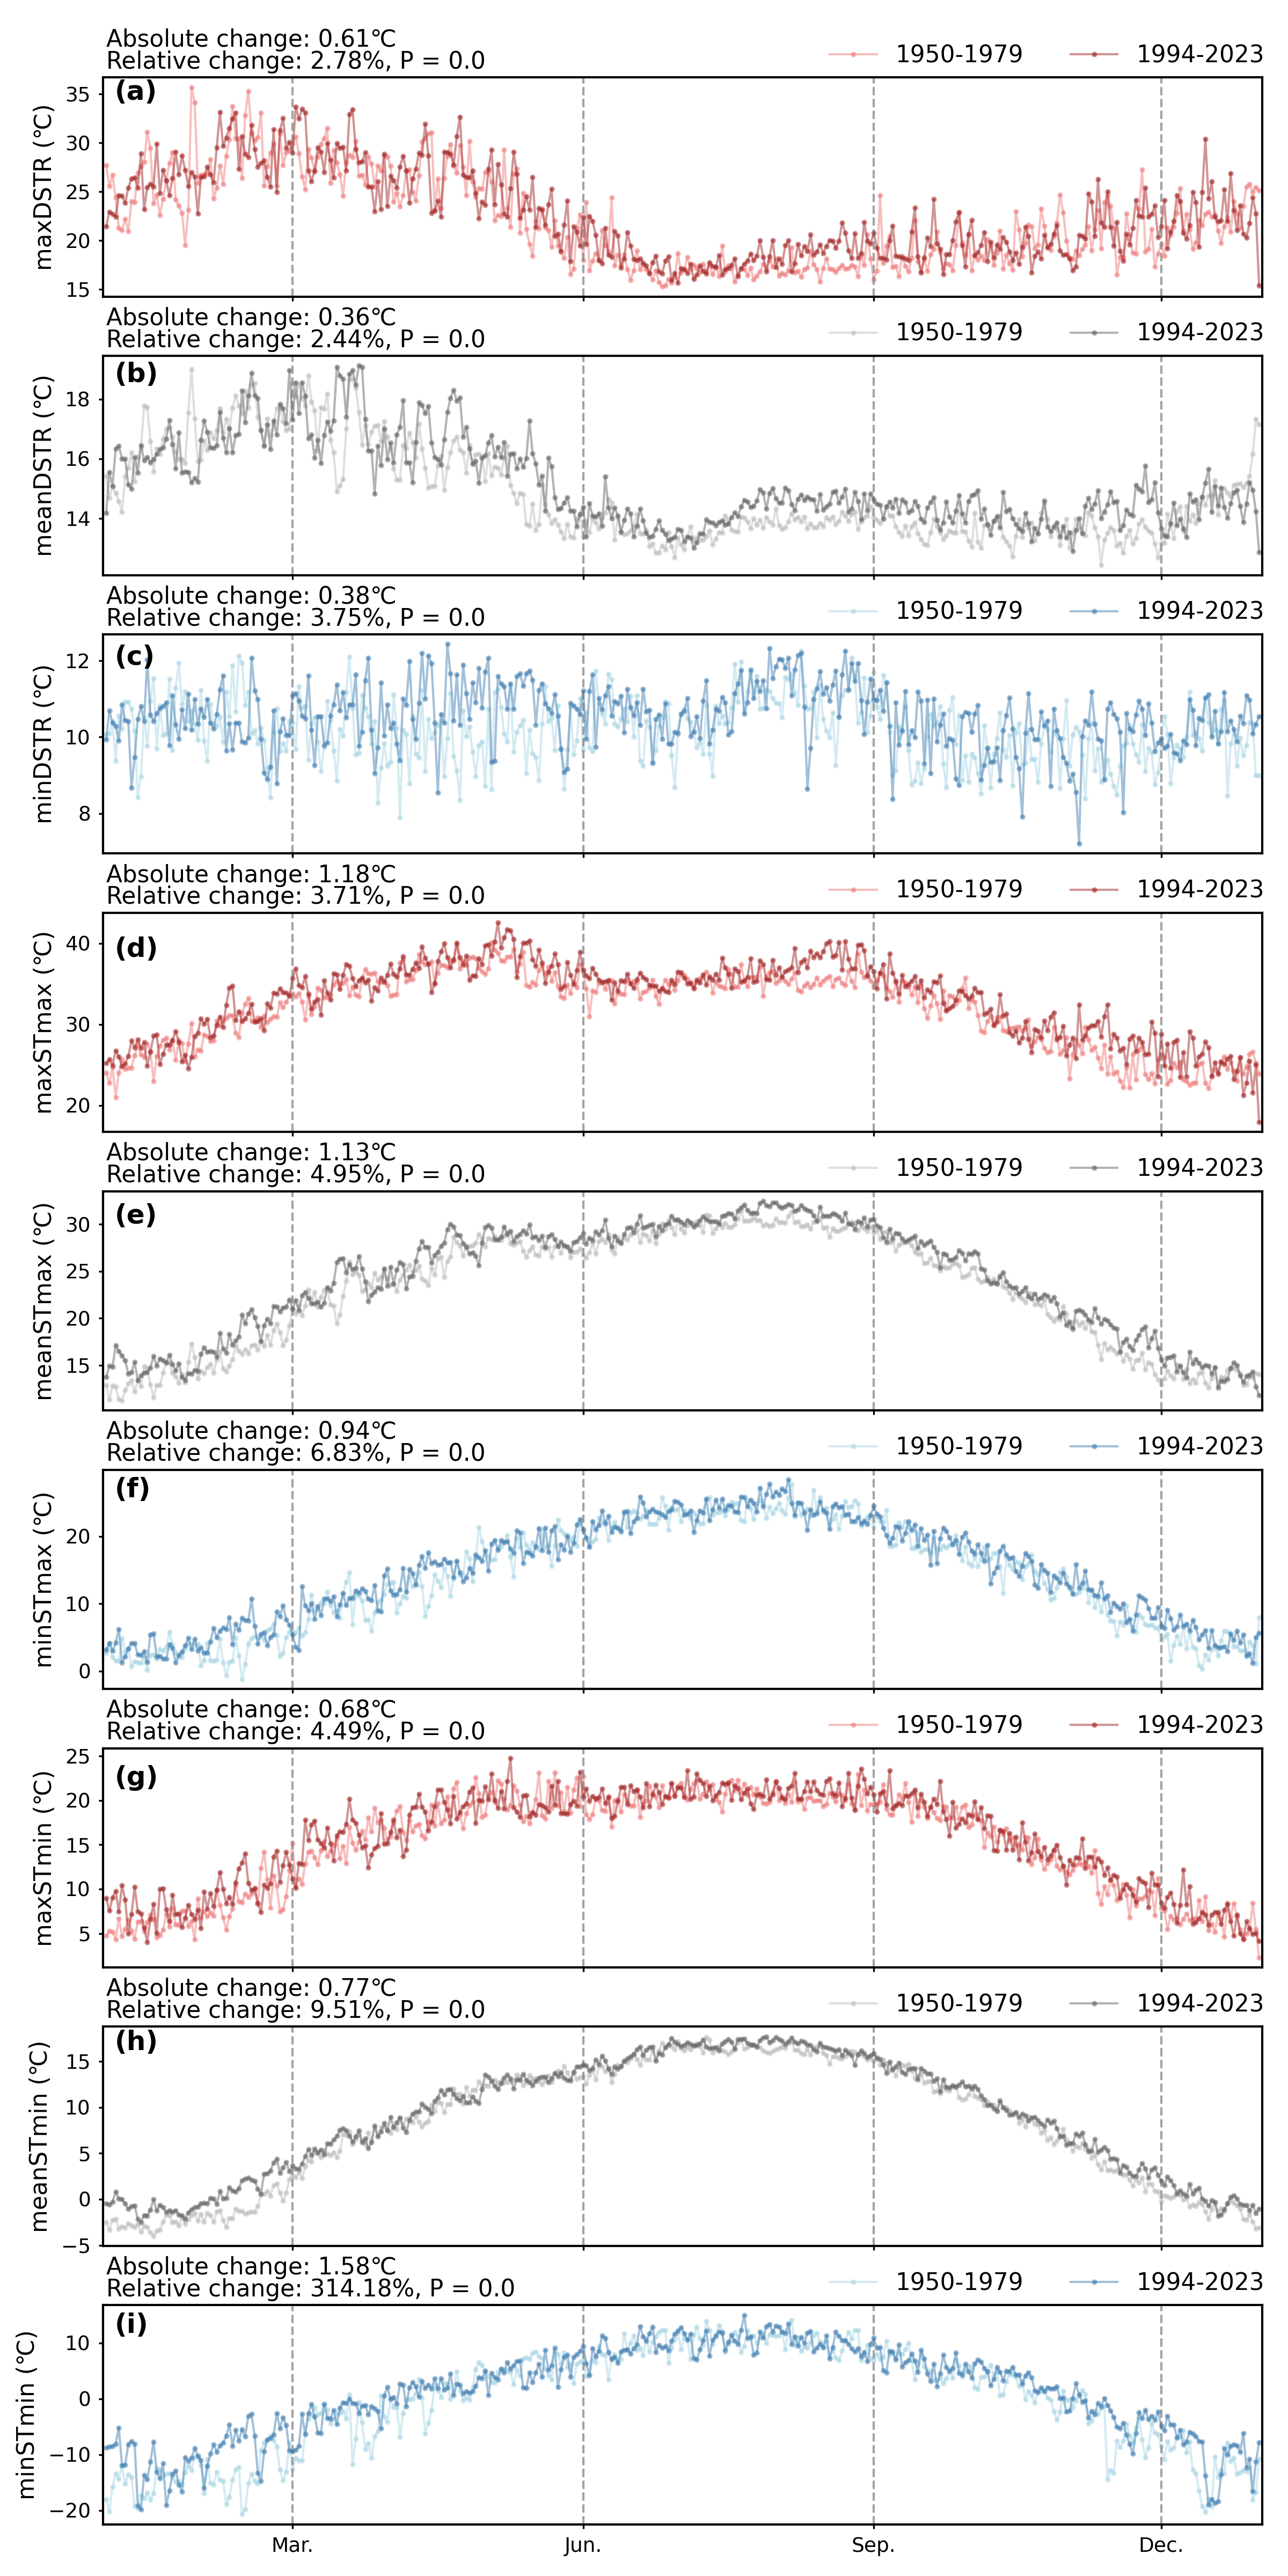 Absolute change: 0.61℃
Relative change: 2.78%, P = 0.0
1950-1979 1994-2023
(a)
maxDSTR (℃)
35
30
25
20
15
Absolute change: 0.36℃
Relative change: 2.44%, P = 0.0
1950-1979 1994-2023
(b)
meanDSTR (℃)
18
16
14
Absolute change: 0.38℃
Relative change: 3.75%, P = 0.0
1950-1979 1994-2023
(c)
minDSTR (℃)
12
10
8
Absolute change: 1.18℃
Relative change: 3.71%, P = 0.0
1950-1979 1994-2023
(d)
maxSTmax (℃)
40
30
20
Absolute change: 1.13℃
Relative change: 4.95%, P = 0.0
1950-1979 1994-2023
(e)
meanSTmax (℃)
30
25
20
15
Absolute change: 0.94℃
Relative change: 6.83%, P = 0.0
1950-1979 1994-2023
(f)
minSTmax (℃)
20
10
0
Absolute change: 0.68℃
Relative change: 4.49%, P = 0.0
1950-1979 1994-2023
(g)
maxSTmin (℃)
25
20
15
10
5
Absolute change: 0.77℃
Relative change: 9.51%, P = 0.0
1950-1979 1994-2023
(h)
meanSTmin (℃)
15
10
5
0
−5
Absolute change: 1.58℃
Relative change: 314.18%, P = 0.0
1950-1979 1994-2023
(i)
minSTmin (℃)
10
0
−10
−20
Mar. Jun. Sep. Dec.